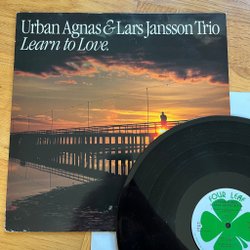 Urban Agnas & Lars Jansson Trio
Learn to Love.
FOUR LEAF